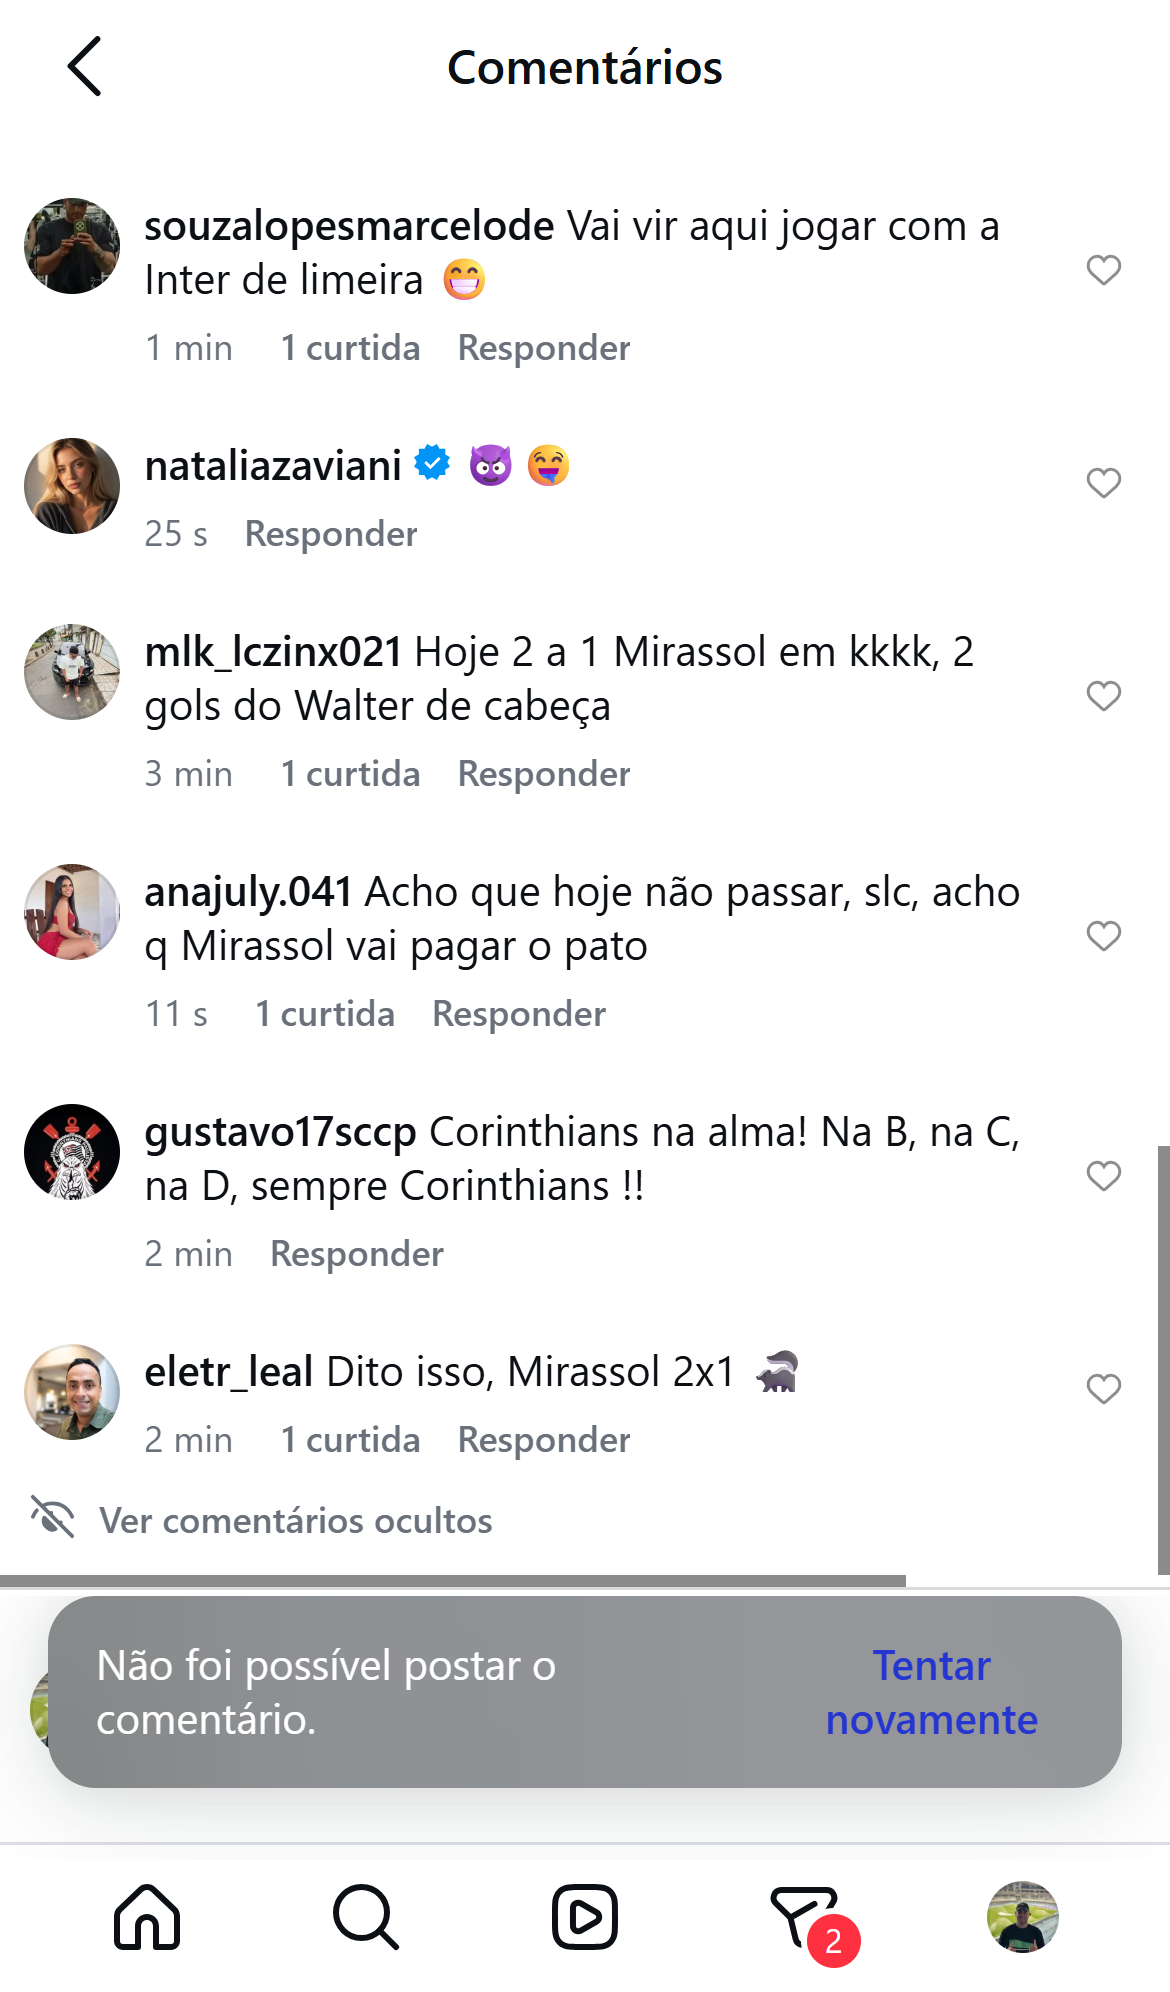 Comentários
souzalopesmarcelode Vai vir aqui jogar com a
Inter de limeira 😁
1 min 1 curtida Responder
nataliazaviani 😈 🤤
25 s Responder
mlk_lczinx021 Hoje 2 a 1 Mirassol em kkkk, 2
gols do Walter de cabeça
3 min 1 curtida Responder
anajuly.041 Acho que hoje não passar, slc, acho
q Mirassol vai pagar o pato
11 s 1 curtida Responder
gustavo17sccp Corinthians na alma! Na B, na C,
na D, sempre Corinthians !!
2 min Responder
eletr_leal Dito isso, Mirassol 2x1 🦨
2 min 1 curtida Responder
Ver comentários ocultos
Não foi possível postar o
comentário.
Tentar
novamente
2